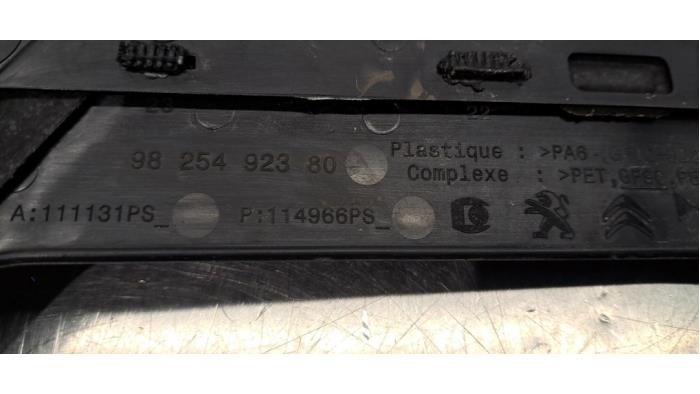 23 22
98 254 923 80 A
Plastique : >PA6-
Complexe : >PET,
A:111131PS_ P:114966PS_